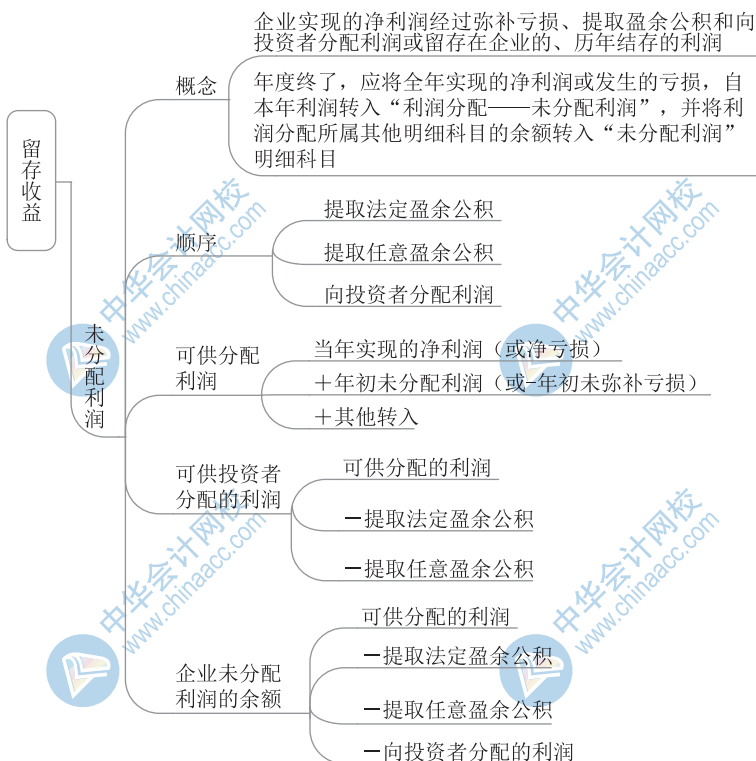 留存收益
未分配利润
概念
企业实现的净利润经过弥补亏损、提取盈余公积和向
投资者分配利润或留存在企业的、历年结存的利润
年度终了，应将全年实现的净利润或发生的亏损，自
本年利润转入“利润分配——未分配利润”，并将利
润分配所属其他明细科目的余额转入“未分配利润”
明细科目
顺序
提取法定盈余公积
提取任意盈余公积
向投资者分配利润
可供分配
利润
当年实现的净利润（或净亏损）
＋年初未分配利润（或-年初未弥补亏损）
＋其他转入
可供投资者
分配的利润
可供分配的利润
－提取法定盈余公积
－提取任意盈余公积
企业未分配
利润的余额
可供分配的利润
－提取法定盈余公积
－提取任意盈余公积
－向投资者分配的利润
中华会计网校
www.chinaacc.com
中华会计网校
www.chinaacc.com
中华会计网校
www.chinaacc.com
中华会计网校
www.chinaacc.com